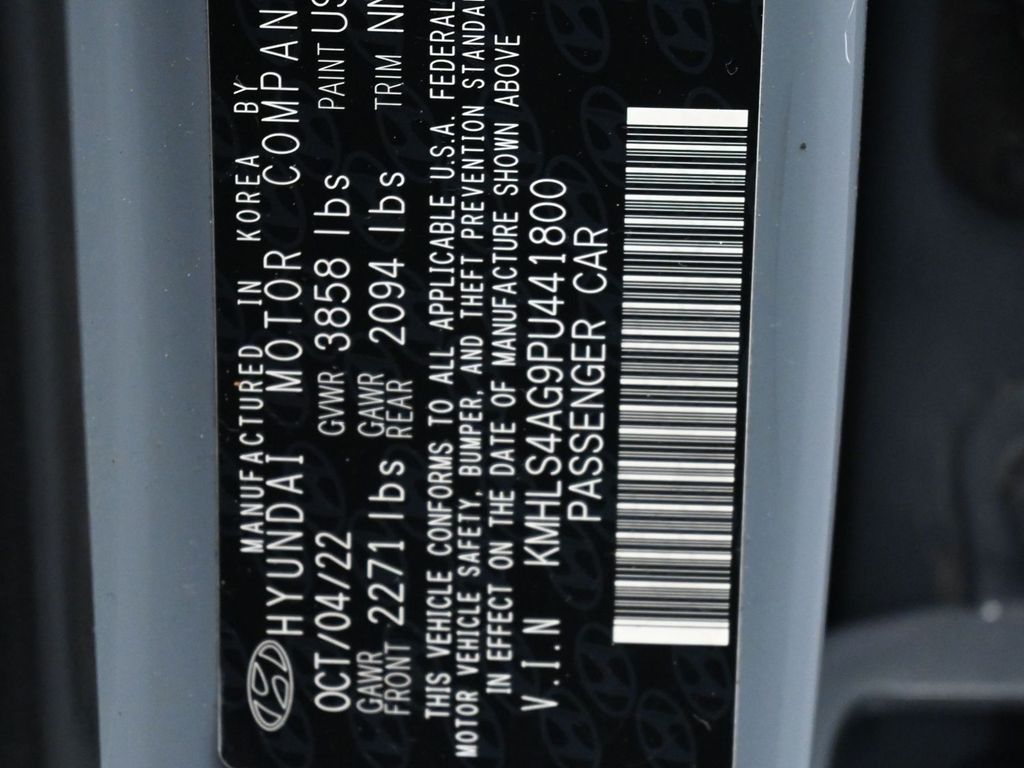 MANUFACTURED IN KOREA BY
HYUNDAI MOTOR COMPAN
OCT/04/22 GVWR 3858 lbs PAINT US
GAWR FRONT 2271 lbs GAWR REAR 2094 lbs TRIM NN
THIS VEHICLE CONFORMS TO ALL APPLICABLE U.S.A. FEDERAL
MOTOR VEHICLE SAFETY, BUMPER, AND THEFT PREVENTION STANDA
IN EFFECT ON THE DATE OF MANUFACTURE SHOWN ABOVE
V.I.N KMHLS4AG9PU441800
PASSENGER CAR